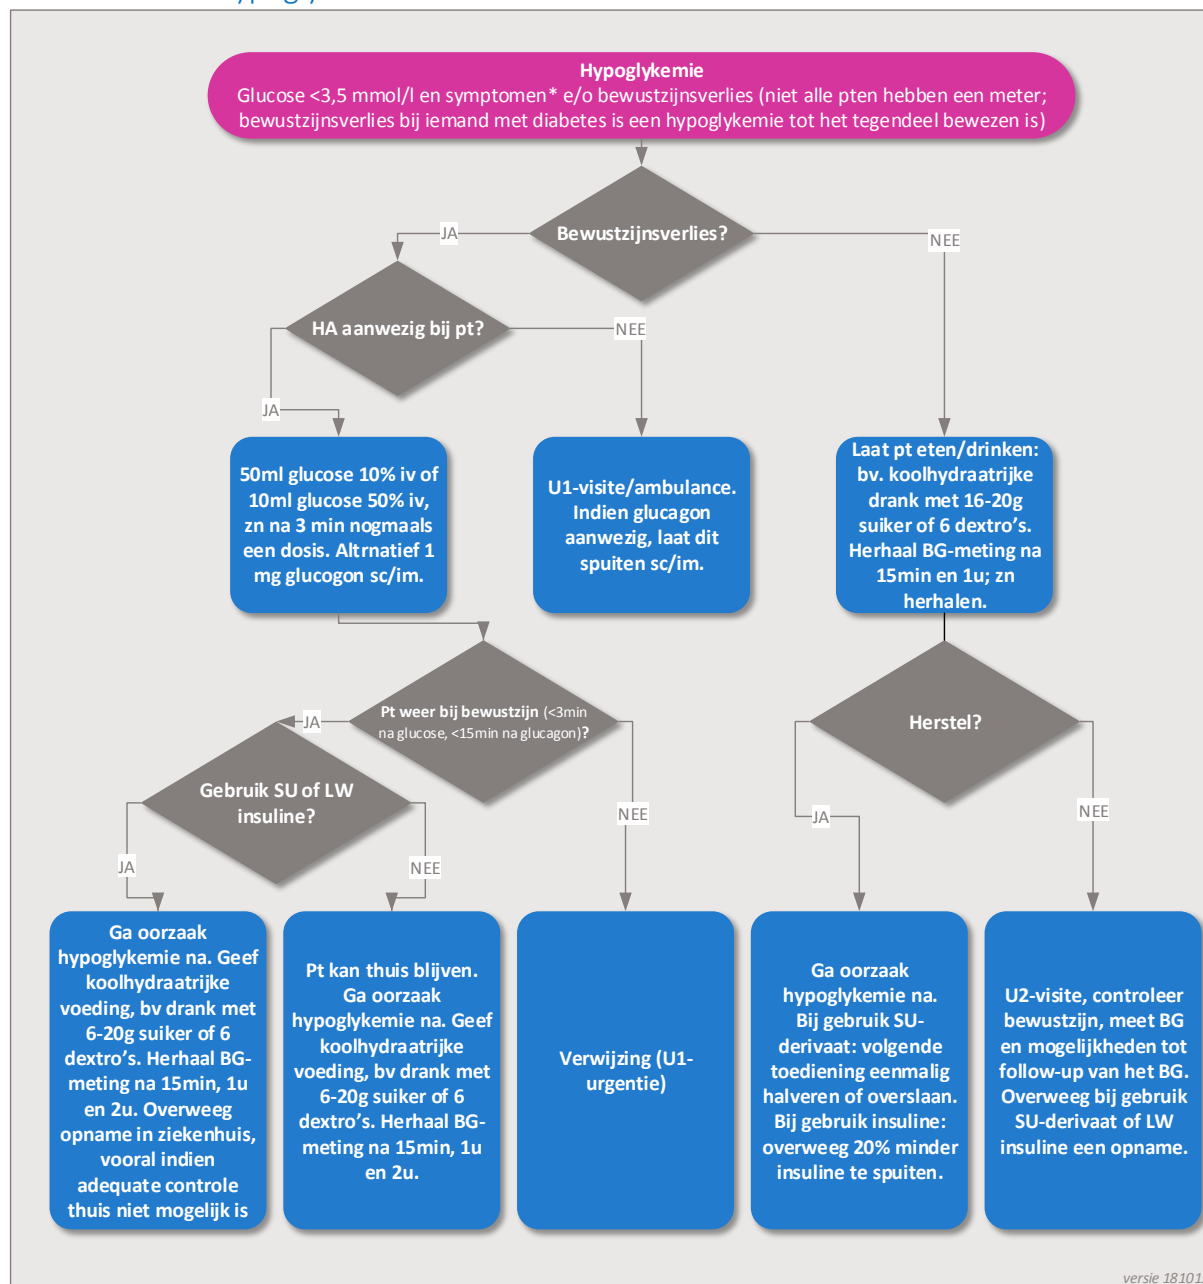 Hypoglykemie
Glucose <3,5 mmol/l en symptomen* e/o bewustzijnsverlies (niet alle pten hebben een meter;
bewustzijnsverlies bij iemand met diabetes is een hypoglykemie tot het tegendeel bewezen is)
Bewustzijnsverlies?
JA
NEE
HA aanwezig bij pt?
NEE
JA
50ml glucose 10% iv of
10ml glucose 50% iv,
zn na 3 min nogmaals
een dosis. Altrnatief 1
mg glucogon sc/im.
U1-visite/ambulance.
Indien glucagon
aanwezig, laat dit
spuiten sc/im.
Laat pt eten/drinken:
bv. koolhydraatrijke
drank met 16-20g
suiker of 6 dextro's.
Herhaal BG-meting na
15min en 1u; zn
herhalen.
Pt weer bij bewustzijn (<3min
na glucose, <15min na glucagon)?
JA
NEE
Herstel?
JA
NEE
Gebruik SU of LW
insuline?
JA
NEE
Ga oorzaak
hypoglykemie na. Geef
koolhydraatrijke
voeding, bv drank met
6-20g suiker of 6
dextro's. Herhaal BG-
meting na 15min, 1u
en 2u. Overweeg
opname in ziekenhuis,
vooral indien
adequate controle
thuis niet mogelijk is
Pt kan thuis blijven.
Ga oorzaak
hypoglykemie na. Geef
koolhydraatrijke
voeding, bv drank met
6-20g suiker of 6
dextro's. Herhaal BG-
meting na 15min, 1u
en 2u.
Verwijzing (U1-
urgentie)
Ga oorzaak
hypoglykemie na.
Bij gebruik SU-
derivaat: volgende
toediening eenmalig
halveren of overslaan.
Bij gebruik insuline:
overweeg 20% minder
insuline te spuiten.
U2-visite, controleer
bewustzijn, meet BG
en mogelijkheden tot
follow-up van het BG.
Overweeg bij gebruik
SU-derivaat of LW
insuline een opname.
versie 18101